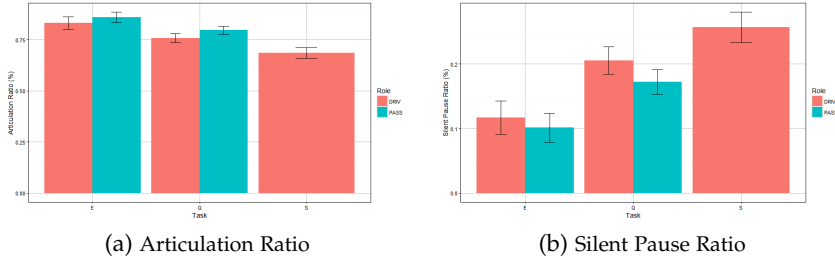 Articulation Ratio (%)
0.75
0.50
0.25
0.00
E
Q
S
Task
Role
DRIV
PASS
(a) Articulation Ratio
Silent Pause Ratio (%)
0.2
0.1
0.0
E
Q
S
Task
Role
DRIV
PASS
(b) Silent Pause Ratio